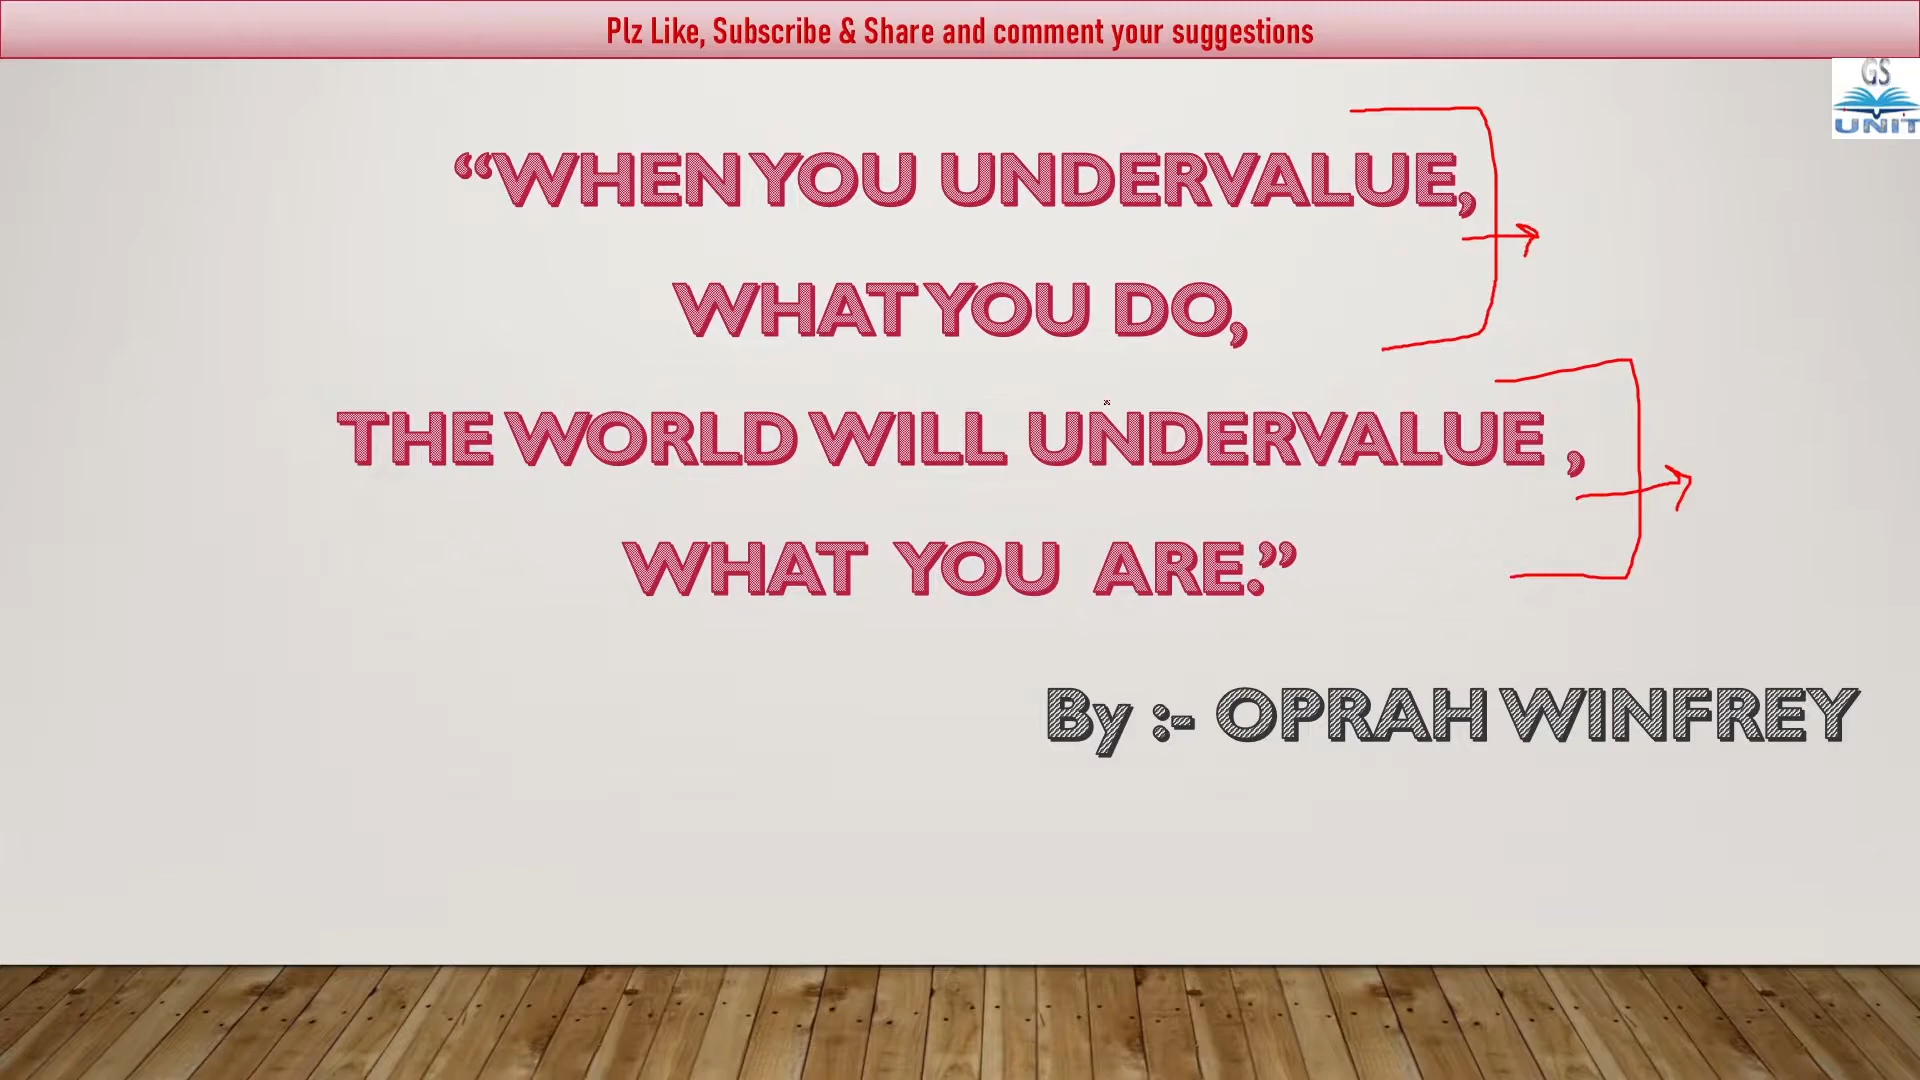 Plz Like, Subscribe & Share and comment your suggestions
GS
UNIT
“WHEN YOU UNDERVALUE,
WHAT YOU DO,
THE WORLD WILL UNDERVALUE ,
WHAT YOU ARE.”
By :- OPRAH WINFREY